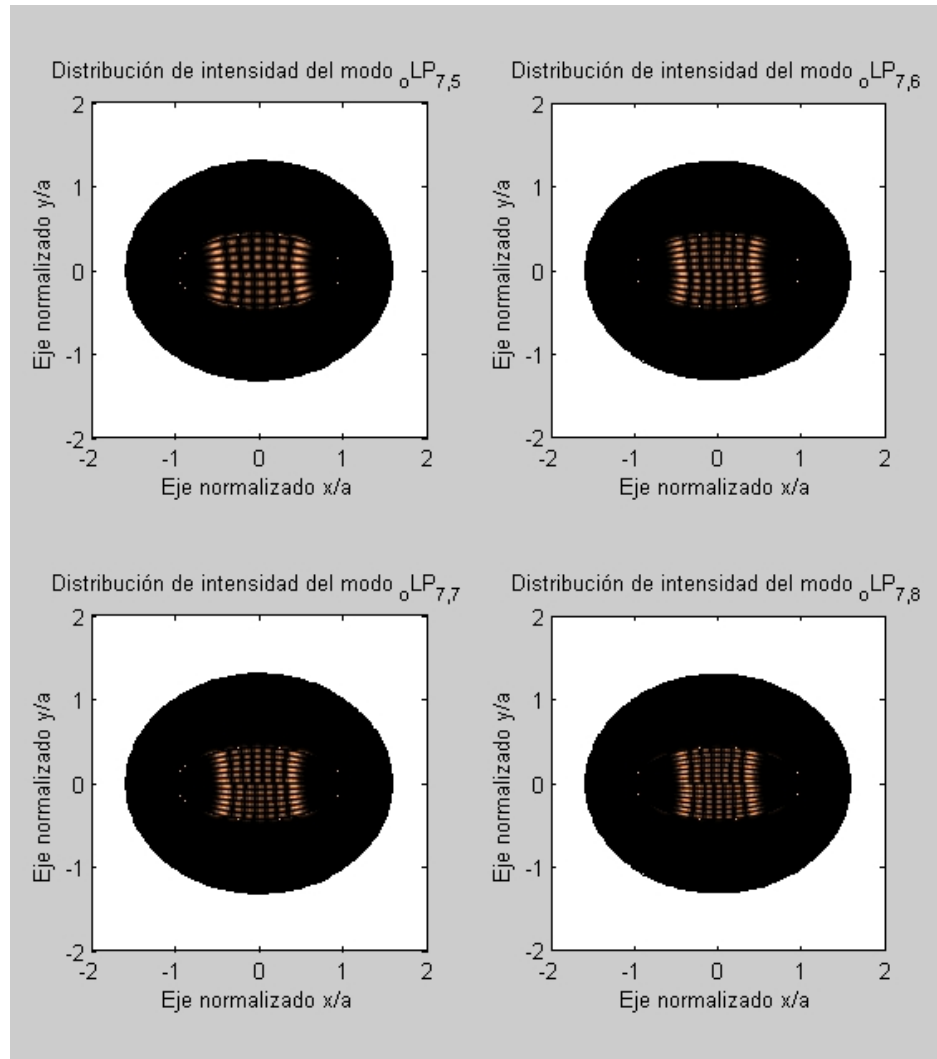 Distribución de intensidad del modo oLP7,5
2
1
0
-1
-2
-2 -1 0 1 2
Eje normalizado y/a
Eje normalizado x/a
Distribución de intensidad del modo oLP7,6
2
1
0
-1
-2
-2 -1 0 1 2
Eje normalizado y/a
Eje normalizado x/a
Distribución de intensidad del modo oLP7,7
2
1
0
-1
-2
-2 -1 0 1 2
Eje normalizado y/a
Eje normalizado x/a
Distribución de intensidad del modo oLP7,8
2
1
0
-1
-2
-2 -1 0 1 2
Eje normalizado y/a
Eje normalizado x/a